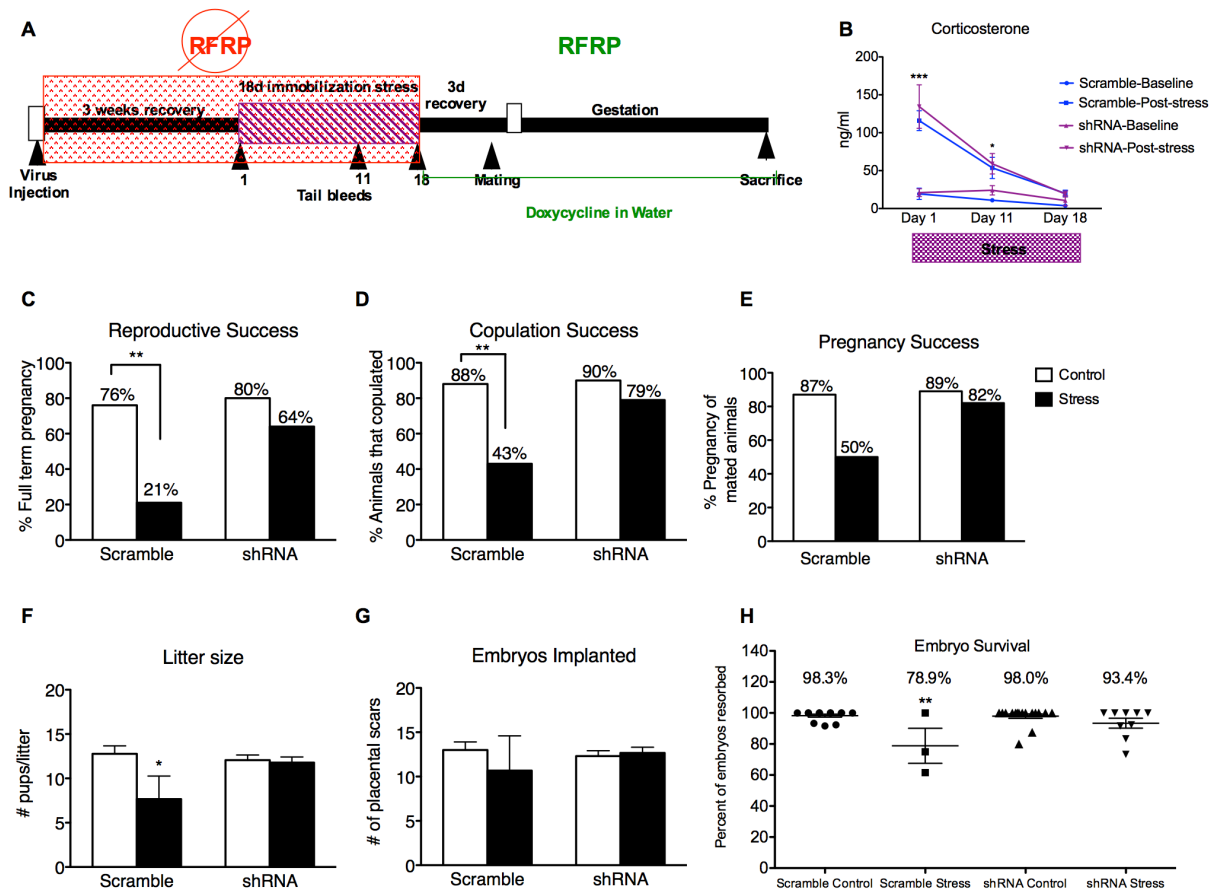 A
RFRP
RFRP
18d immobilization stress
3d
recovery
3 weeks recovery
Gestation
Virus
Injection
1
11
18
Tail bleeds
Mating
Sacrifice
Doxycycline in Water
B
Corticosterone
ng/ml
200
150
100
50
0
***
*
Day 1
Day 11
Day 18
Stress
Scramble-Baseline
Scramble-Post-stress
shRNA-Baseline
shRNA-Post-stress
C
Reproductive Success
% Full term pregnancy
100
80
60
40
20
0
**
76%
21%
80%
64%
Scramble
shRNA
D
Copulation Success
% Animals that copulated
100
80
60
40
20
0
**
88%
43%
90%
79%
Scramble
shRNA
E
Pregnancy Success
% Pregnancy of
mated animals
100
80
60
40
20
0
87%
50%
89%
82%
Scramble
shRNA
Control
Stress
F
Litter size
# pups/litter
20
15
10
5
0
*
Scramble
shRNA
G
Embryos Implanted
# of placental scars
20
15
10
5
0
Scramble
shRNA
H
Embryo Survival
Percent of embryos resorbed
140
120
100
80
60
40
20
0
98.3%
78.9%
98.0%
93.4%
**
Scramble Control
Scramble Stress
shRNA Control
shRNA Stress